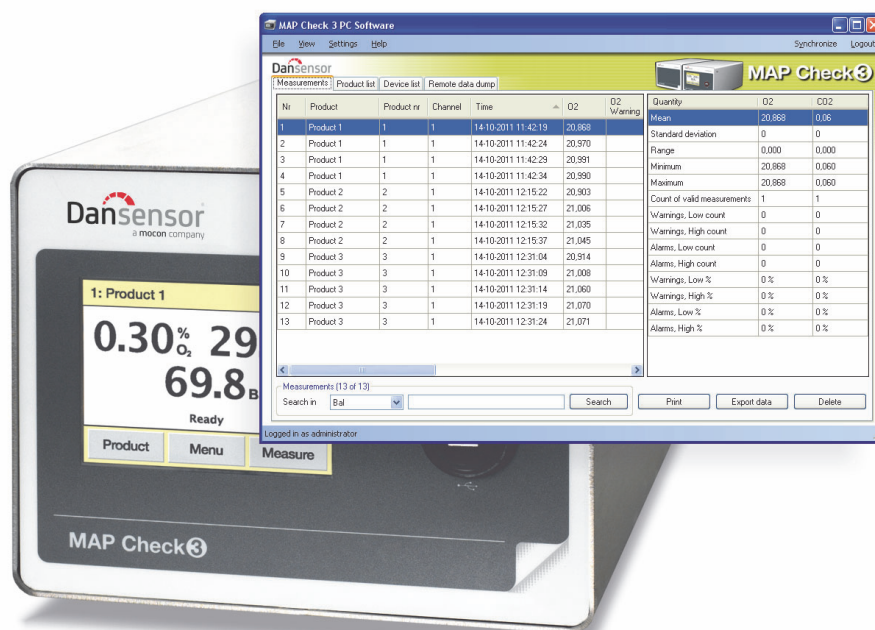 MAP Check 3 PC Software
File View Settings Help Synchronize Logout
Dansensor
MAP Check 3
Measurements Product list Device list Remote data dump
Nr Product Product nr Channel Time O2 O2 Warning
1 Product 1 1 1 14-10-2011 11:42:19 20,868
2 Product 1 1 1 14-10-2011 11:42:24 20,970
3 Product 1 1 1 14-10-2011 11:42:29 20,991
4 Product 1 1 1 14-10-2011 11:42:34 20,990
5 Product 2 2 1 14-10-2011 12:15:22 20,903
6 Product 2 2 1 14-10-2011 12:15:27 21,006
7 Product 2 2 1 14-10-2011 12:15:32 21,035
8 Product 2 2 1 14-10-2011 12:15:37 21,045
9 Product 3 3 1 14-10-2011 12:31:04 20,914
10 Product 3 3 1 14-10-2011 12:31:09 21,008
11 Product 3 3 1 14-10-2011 12:31:14 21,060
12 Product 3 3 1 14-10-2011 12:31:19 21,070
13 Product 3 3 1 14-10-2011 12:31:24 21,071
Quantity O2 CO2
Mean 20,868 0,06
Standard deviation 0 0
Range 0,000 0,000
Minimum 20,868 0,060
Maximum 20,868 0,060
Count of valid measurements 1 1
Warnings, Low count 0 0
Warnings, High count 0 0
Alarms, Low count 0 0
Alarms, High count 0 0
Warnings, Low % 0 % 0 %
Warnings, High % 0 % 0 %
Alarms, Low % 0 % 0 %
Alarms, High % 0 % 0 %
Measurements (13 of 13)
Search in Bal Search Print Export data Delete
Logged in as administrator
Dansensor
a mocon company
1: Product 1
0.30 % O2 29
69.8 B
Ready
Product Menu Measure
MAP Check 3